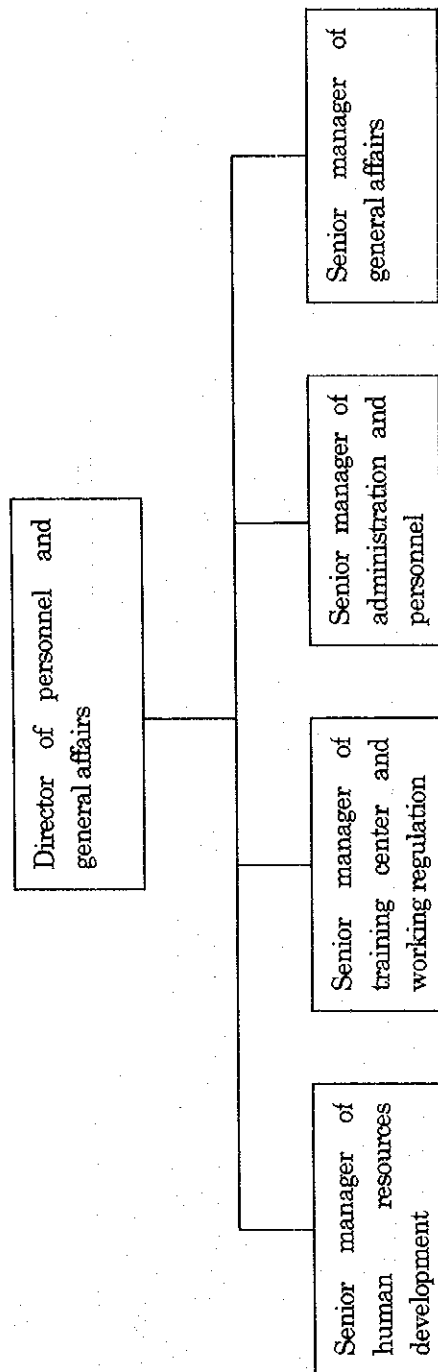 Director of personnel and
general affairs
Senior manager of
human resources
development
Senior manager of
training center and
working regulation
Senior manager of
administration and
personnel
Senior manager of
general affairs